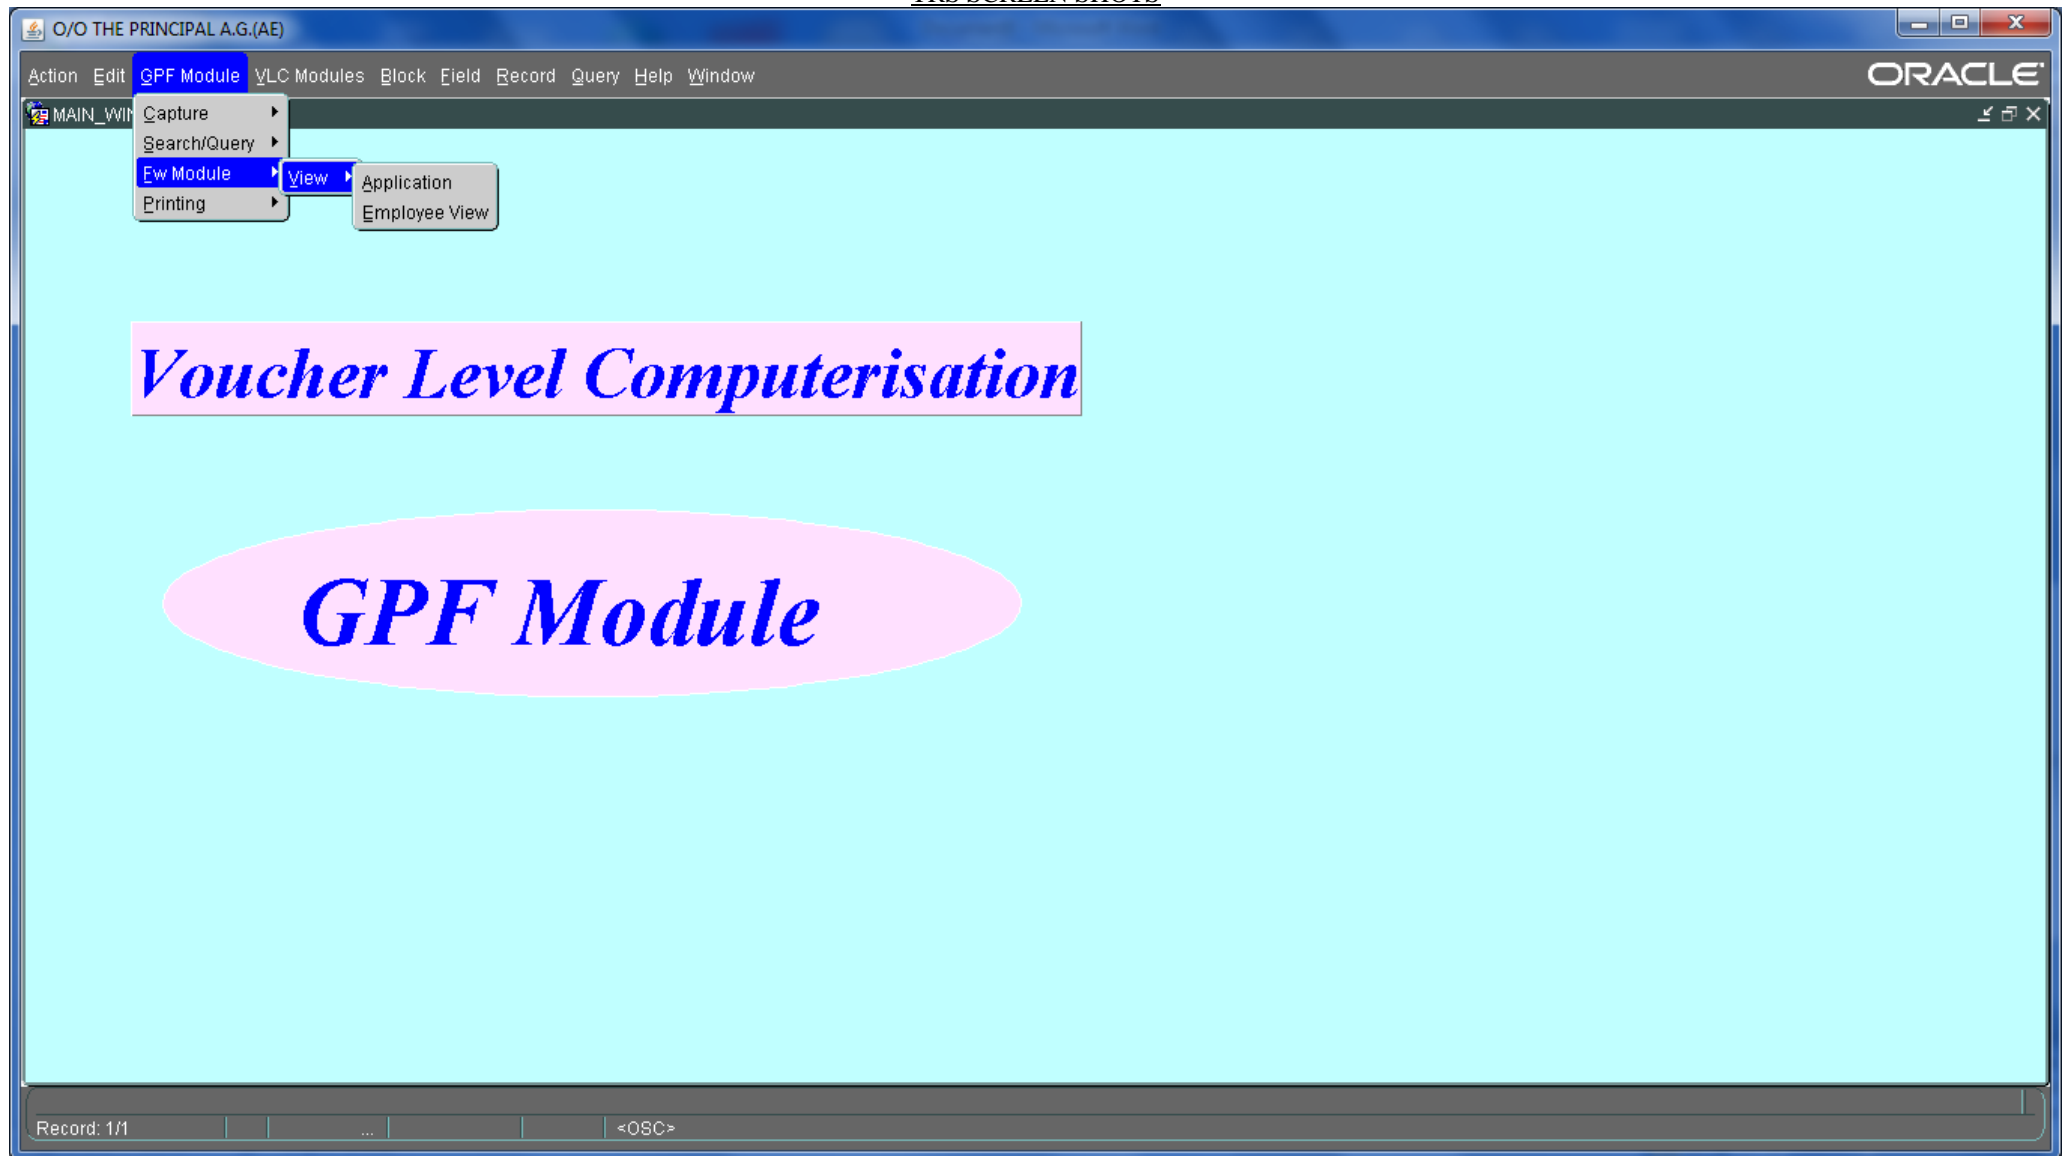 O/O THE PRINCIPAL A.G.(AE)
Action Edit GPF Module VLC Modules Block Field Record Query Help Window ORACLE
MAIN_WIN
Capture
Search/Query
Fw Module View Application
Printing Employee View
Voucher Level Computerisation
GPF Module
Record: 1/1 ... <OSC>